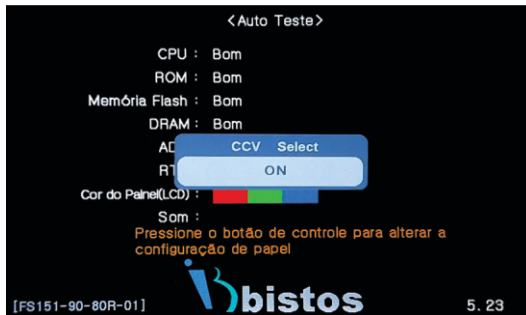 <Auto Teste>
CPU : Bom
ROM : Bom
Memória Flash : Bom
DRAM : Bom
CCV Select
ON
Cor do Painel(LCD) :
Som :
Pressione o botão de controle para alterar a
configuração de papel
bistos
[FS151-90-80R-01]
5.23